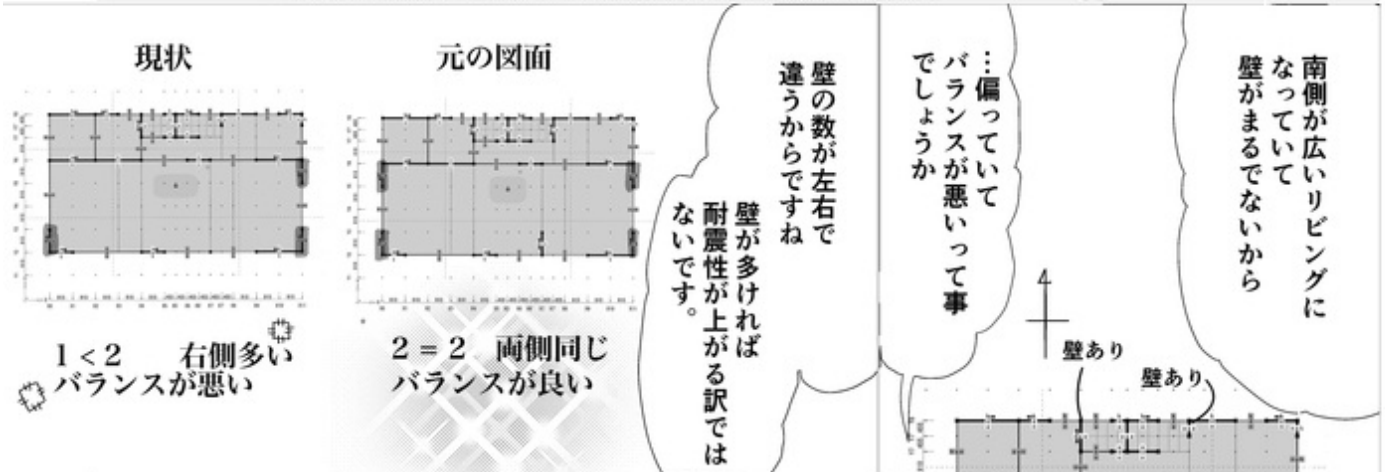 南側が広いリビングに
なっていて
壁がまるでないから
…偏っていて
バランスが悪いって事
でしょうか
壁あり
壁あり
壁の数が左右で
違うからですね
壁が多ければ
耐震性が上がる訳では
ないです。
元の図面
2 = 2 両側同じ
バランスが良い
現状
1 < 2 右側多い
バランスが悪い